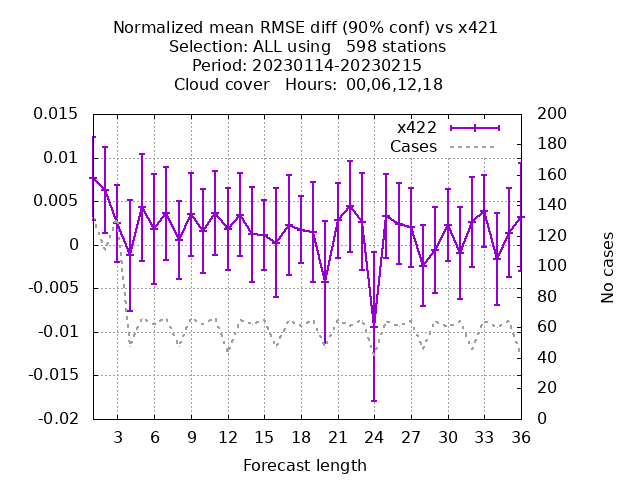 Normalized mean RMSE diff (90% conf) vs x421
Selection: ALL using   598 stations
Period: 20230114-20230215
Cloud cover   Hours:  00,06,12,18
x422
Cases
0.015
0.01
0.005
0
-0.005
-0.01
-0.015
-0.02
200
180
160
140
120
100
80
60
40
20
0
No cases
3 6 9 12 15 18 21 24 27 30 33 36
Forecast length